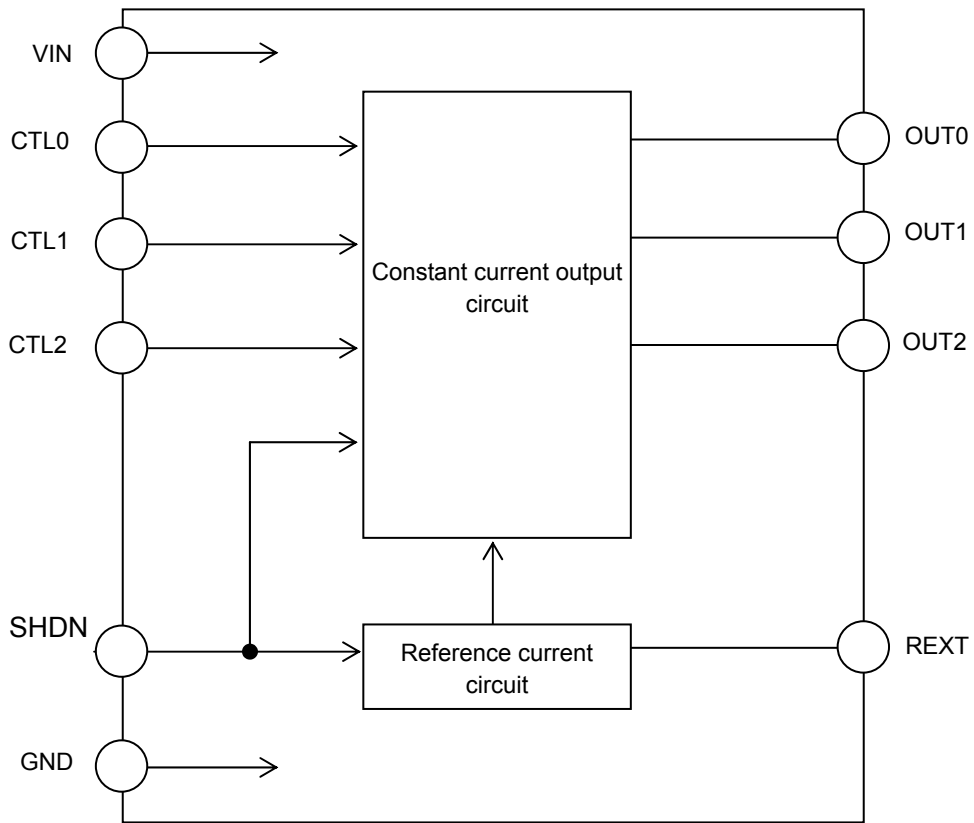 VIN
CTL0
OUT0
CTL1
OUT1
Constant current output
circuit
CTL2
OUT2
SHDN
Reference current
circuit
REXT
GND